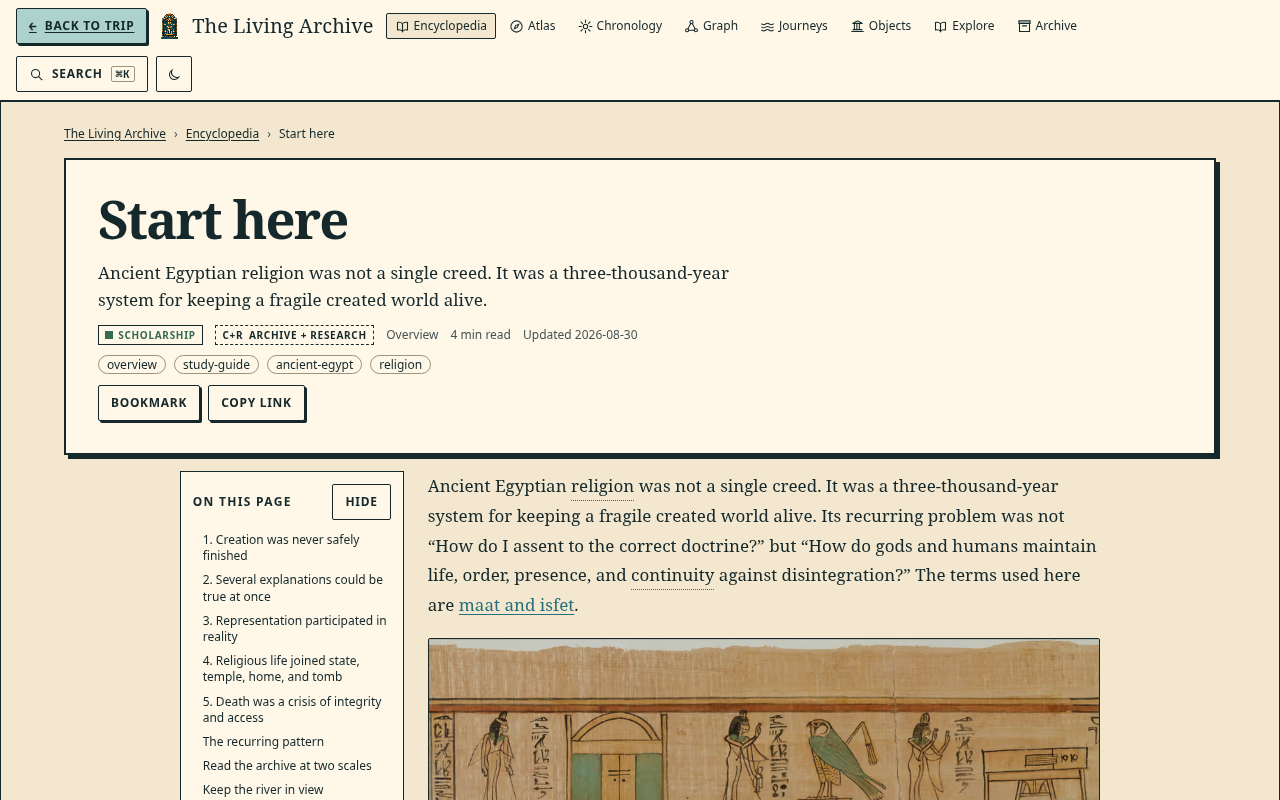 ← BACK TO TRIP
The Living Archive
Encyclopedia
Atlas
Chronology
Graph
Journeys
Objects
Explore
Archive
SEARCH ⌘K
The Living Archive › Encyclopedia › Start here
Start here
Ancient Egyptian religion was not a single creed. It was a three-thousand-year
system for keeping a fragile created world alive.
SCHOLARSHIP
C+R ARCHIVE + RESEARCH
Overview
4 min read
Updated 2026-08-30
overview
study-guide
ancient-egypt
religion
BOOKMARK
COPY LINK
ON THIS PAGE
HIDE
1. Creation was never safely
finished
2. Several explanations could be
true at once
3. Representation participated in
reality
4. Religious life joined state,
temple, home, and tomb
5. Death was a crisis of integrity
and access
The recurring pattern
Read the archive at two scales
Keep the river in view
Ancient Egyptian religion was not a single creed. It was a three-thousand-year
system for keeping a fragile created world alive. Its recurring problem was not
“How do I assent to the correct doctrine?” but “How do gods and humans maintain
life, order, presence, and continuity against disintegration?” The terms used here
are maat and isfet.